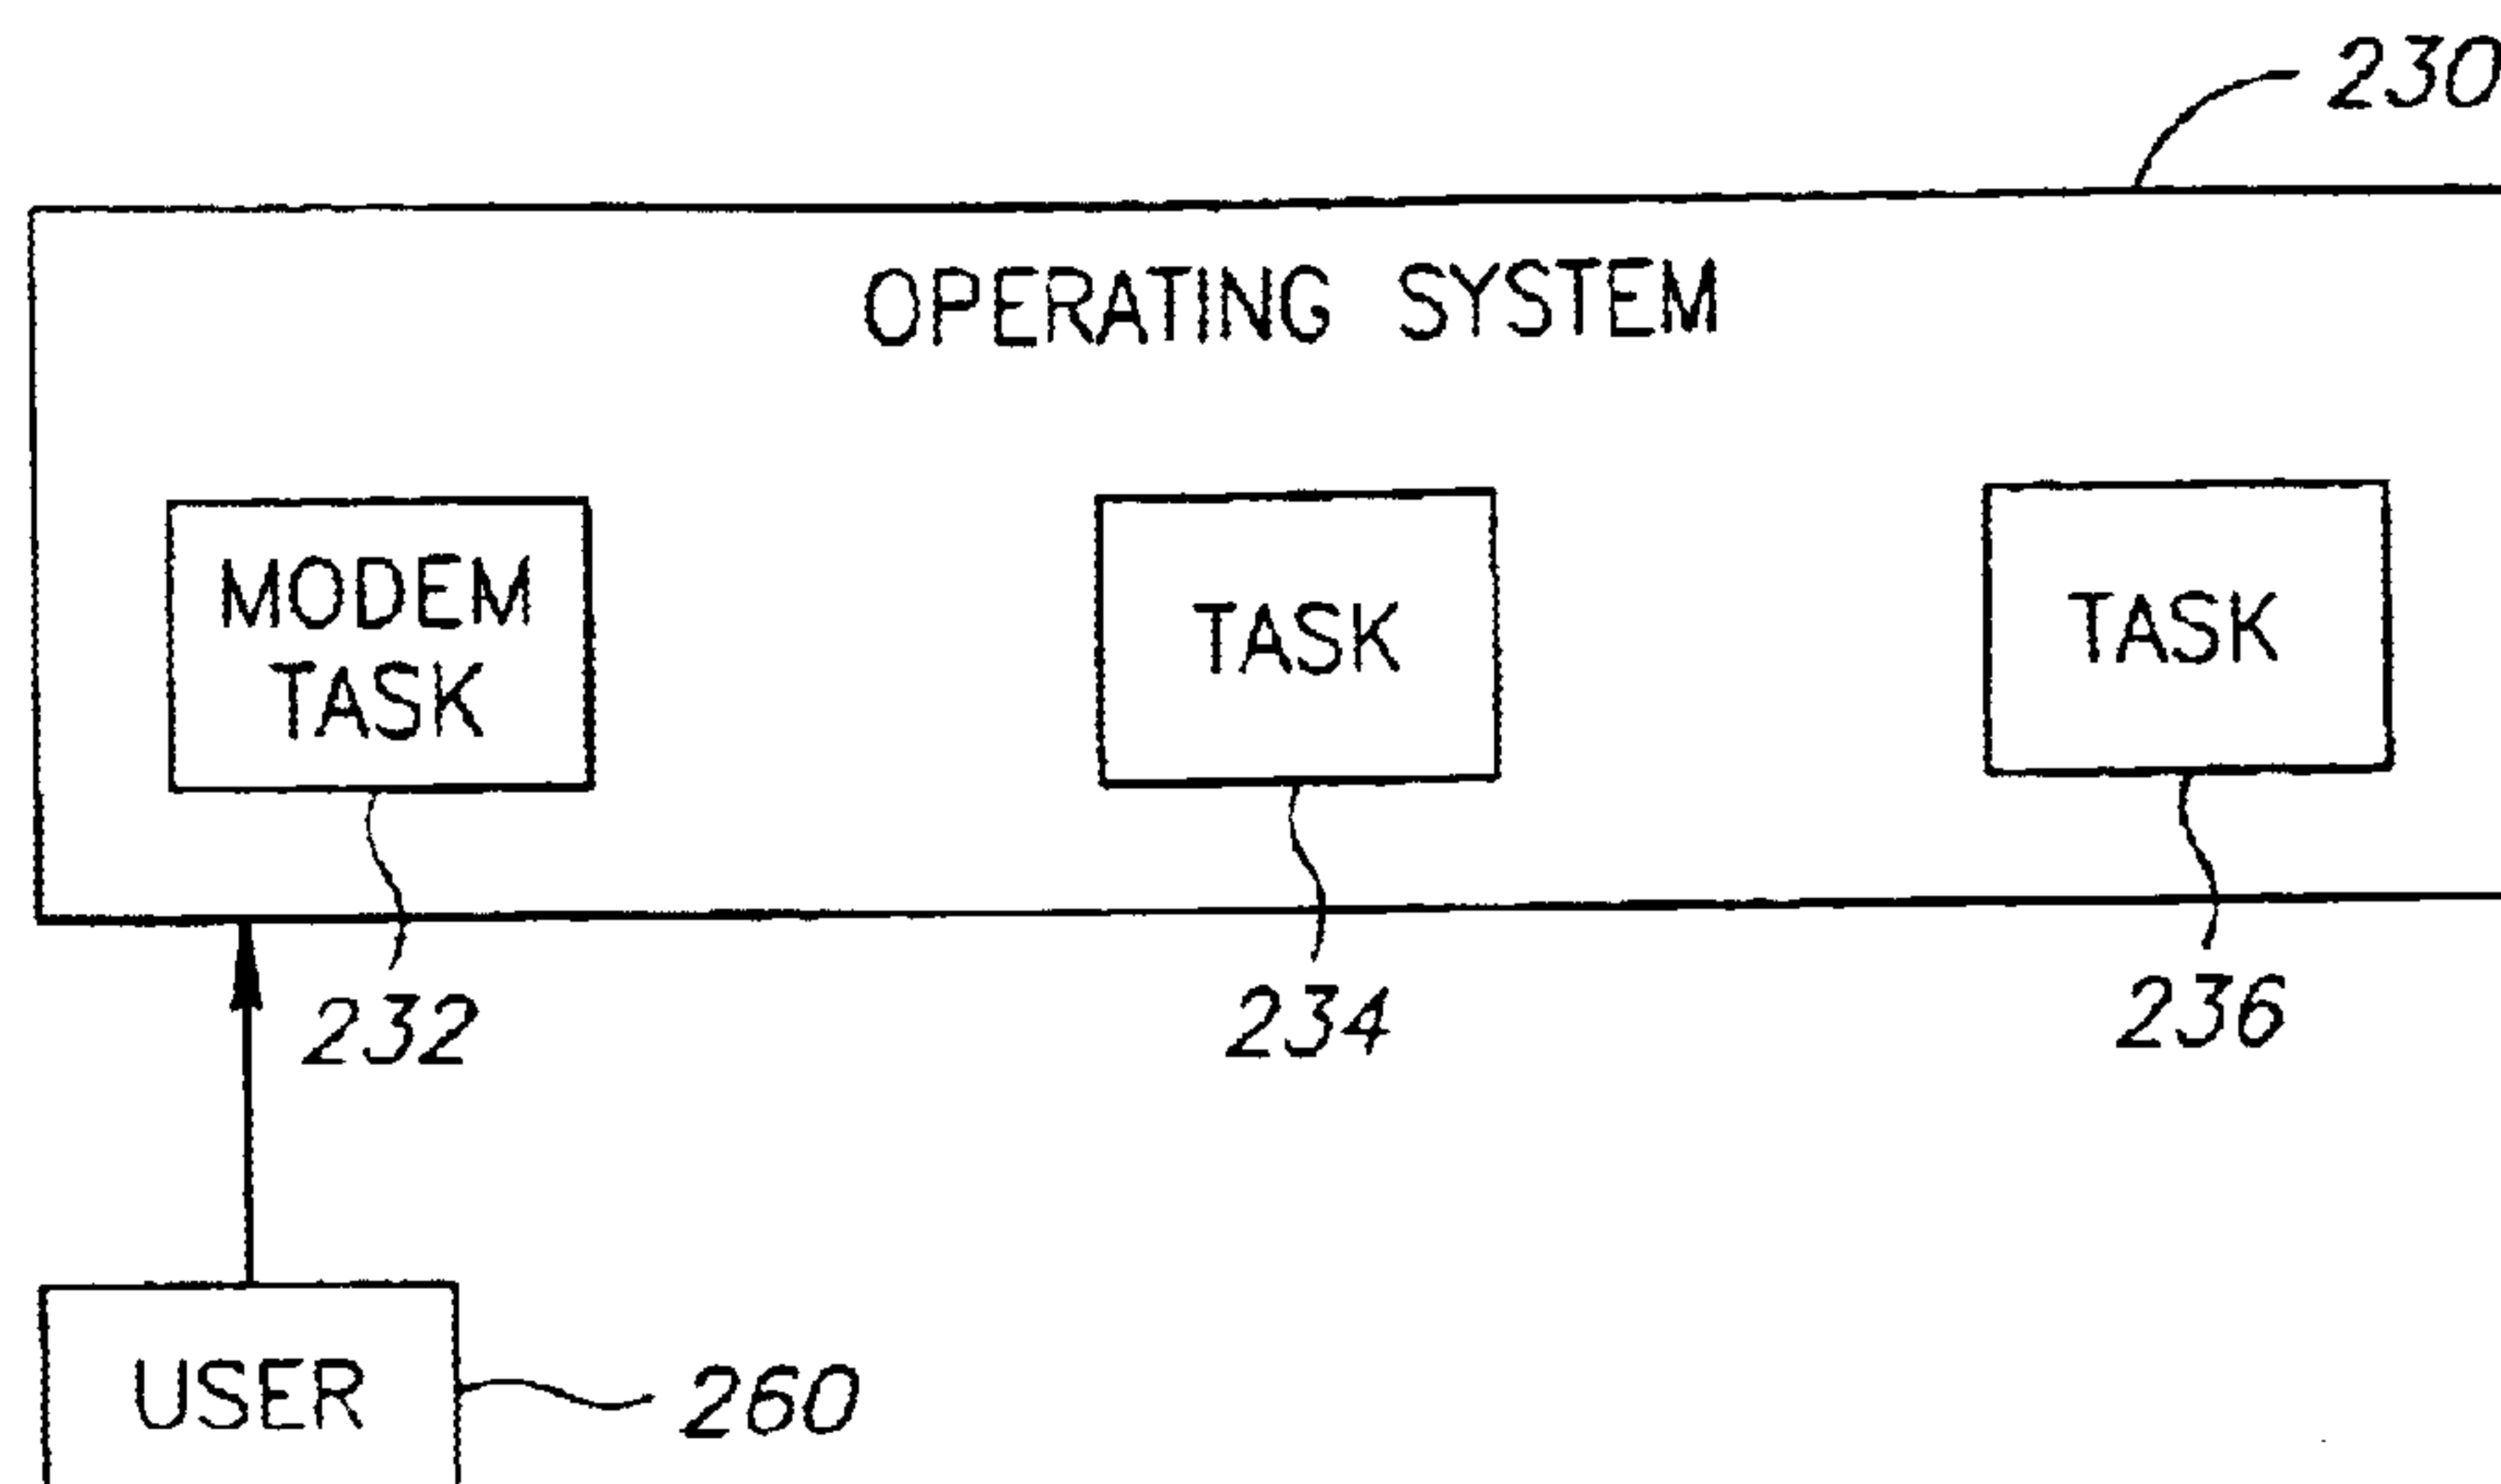 230
OPERATING SYSTEM
MODEM
TASK
TASK
TASK
232
234
236
USER
260